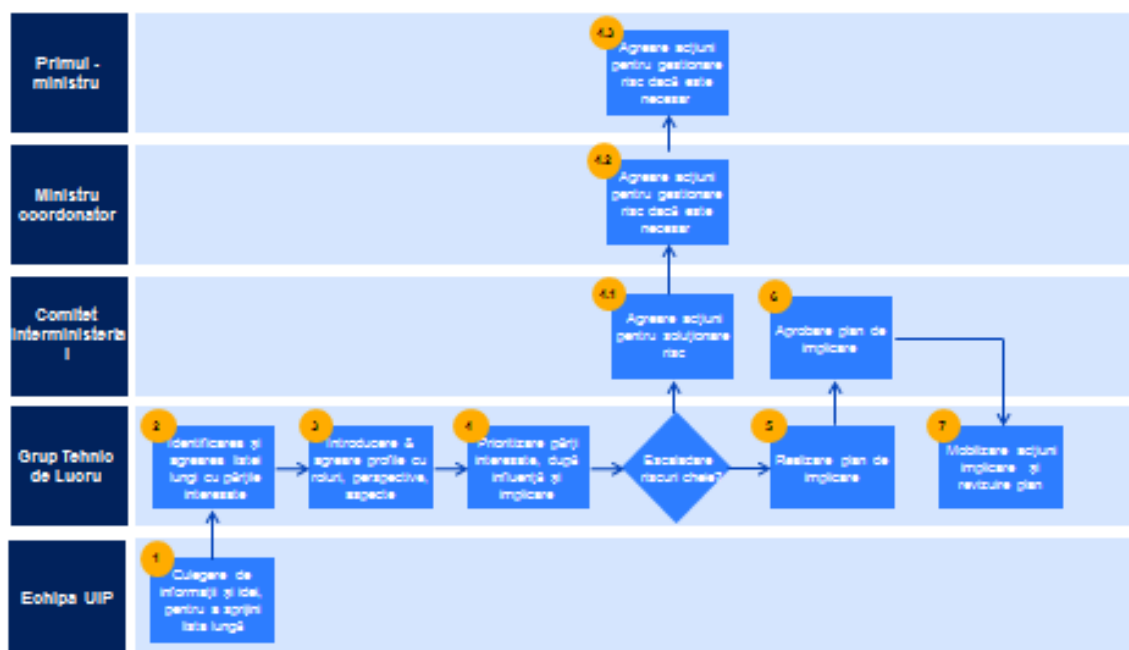 Primul -
ministru
4.3
Agreare acțiuni
pentru gestionare
risc dacă este
necesar
Ministru
coordonator
4.2
Agreare acțiuni
pentru gestionare
risc dacă este
necesar
Comitet
interministeria
l
4.1
Agreare acțiuni
pentru soluționare
risc
6
Aprobare plan de
implicare
Grup Tehnic
de Lucru
2
Identificarea și
agrearea listei
lungi cu părțile
interesate
3
Introducere &
agreare profile cu
roluri, perspective,
aspecte
4
Prioritizare părți
interesate, după
influență și
implicare
Escaladare
riscuri cheie?
5
Realizare plan de
implicare
7
Mobilizare acțiuni
implicare și
revizuire plan
Echipa UIP
1
Culegere de
informații și idei,
pentru a sprijini
lista lungă